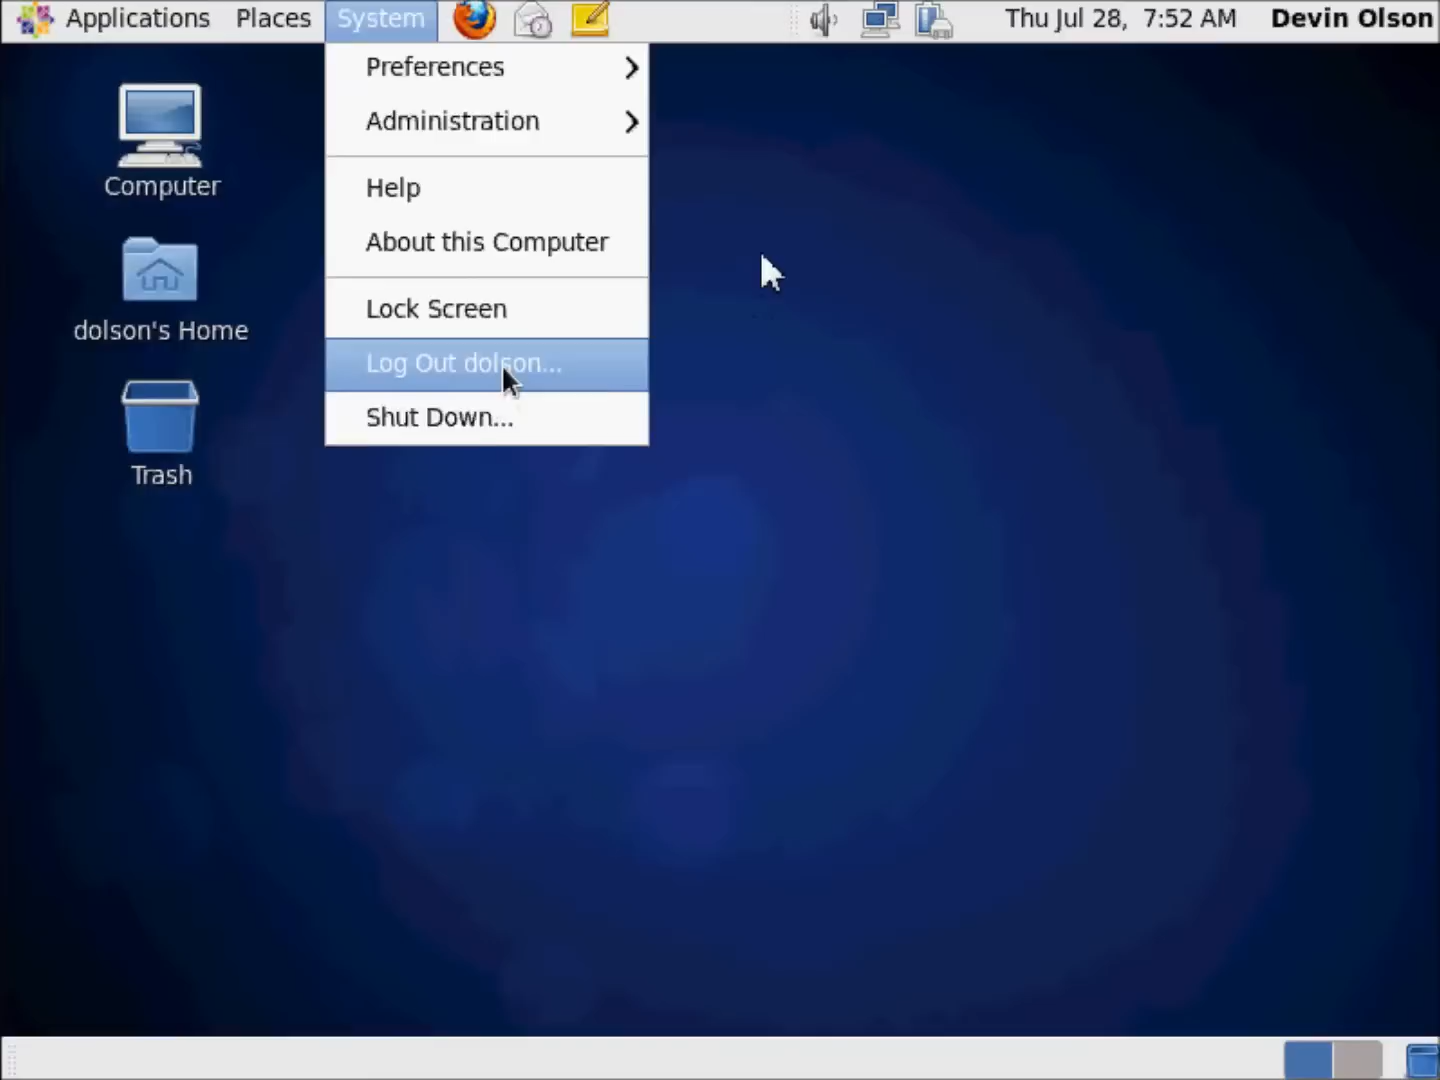 Applications Places System Thu Jul 28, 7:52 AM Devin Olson
Preferences
Administration
Help
About this Computer
Lock Screen
Log Out dolson...
Shut Down...
Computer
dolson's Home
Trash